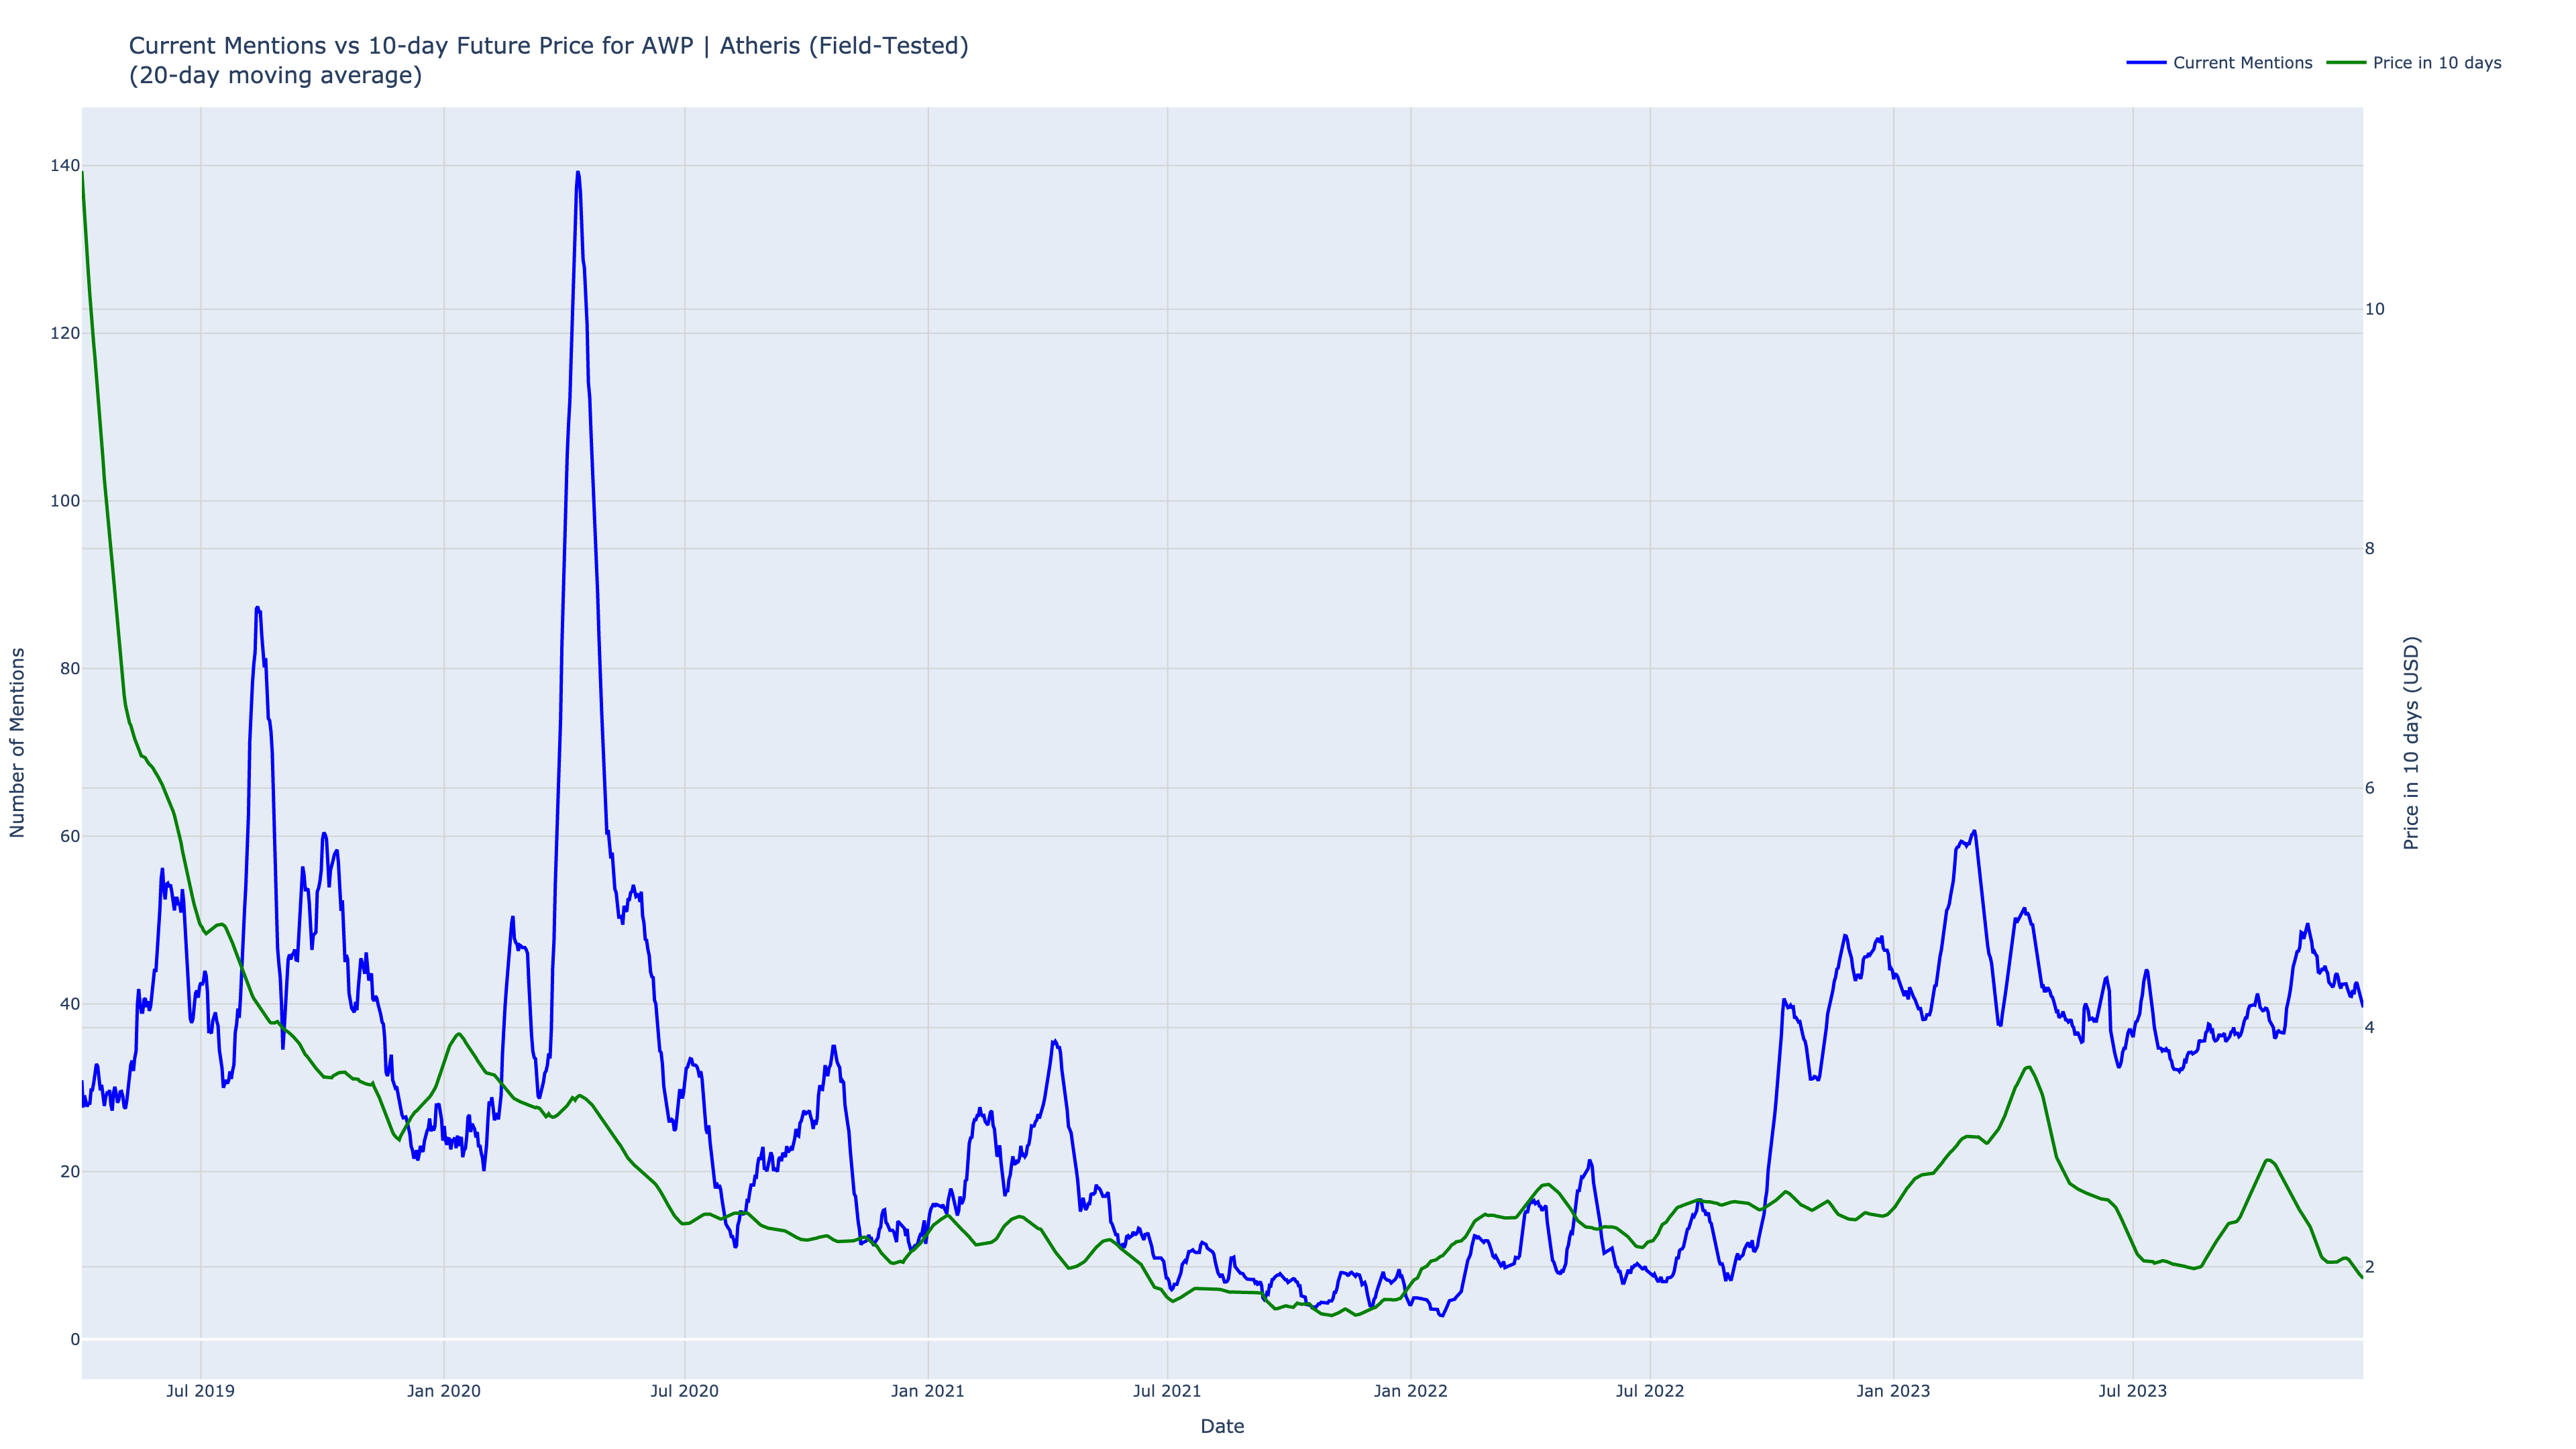 Current Mentions vs 10-day Future Price for AWP | Atheris (Field-Tested)
(20-day moving average)
Current Mentions
Price in 10 days
140
120
100
80
60
40
20
0
Number of Mentions
10
8
6
4
2
Price in 10 days (USD)
Jul 2019
Jan 2020
Jul 2020
Jan 2021
Jul 2021
Jan 2022
Jul 2022
Jan 2023
Jul 2023
Date